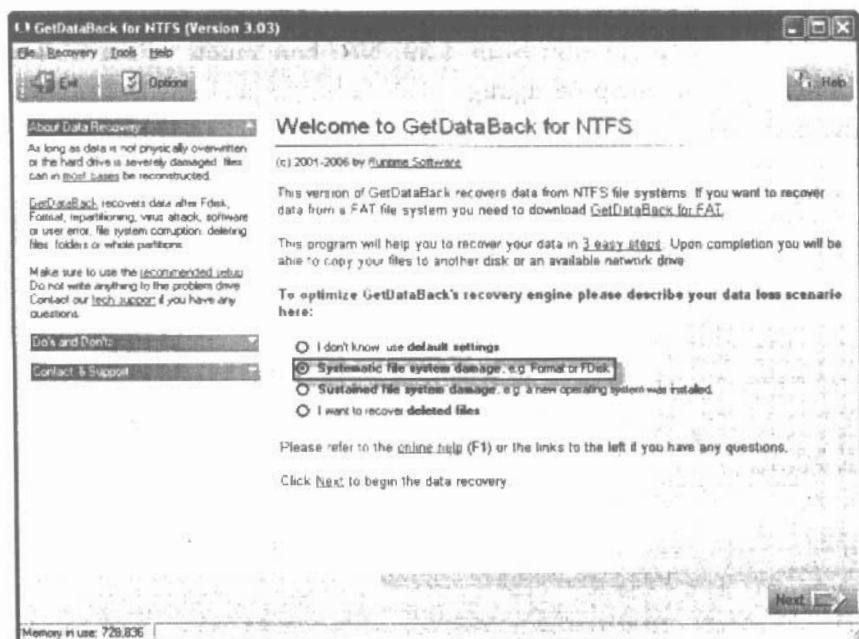 GetDataBack for NTFS (Version 3.03)
File Recovery Tools Help
Exit
Options
Help
About Data Recovery
As long as data is not physically overwritten
or the hard drive is severely damaged files
can in most cases be reconstructed.
GetDataBack recovers data after Fdisk,
Format, repartitioning, virus attack, software
or user error, file system corruption, deleting
files, folders or whole partitions.
Make sure to use the recommended setup
Do not write anything to the problem drive
Contact our tech support if you have any
questions.
Do's and Don'ts
Contact & Support
Welcome to GetDataBack for NTFS
(c) 2001-2006 by Runtime Software
This version of GetDataBack recovers data from NTFS file systems. If you want to recover
data from a FAT file system you need to download GetDataBack for FAT.
This program will help you to recover your data in 3 easy steps. Upon completion you will be
able to copy your files to another disk or an available network drive
To optimize GetDataBack's recovery engine please describe your data loss scenario
here:
I don't know, use default settings
Systematic file system damage, e.g. Format or FDisk
Sustained file system damage, e.g. a new operating system was installed.
I want to recover deleted files
Please refer to the online help (F1) or the links to the left if you have any questions.
Click Next to begin the data recovery.
Next
Memory in use: 728,836